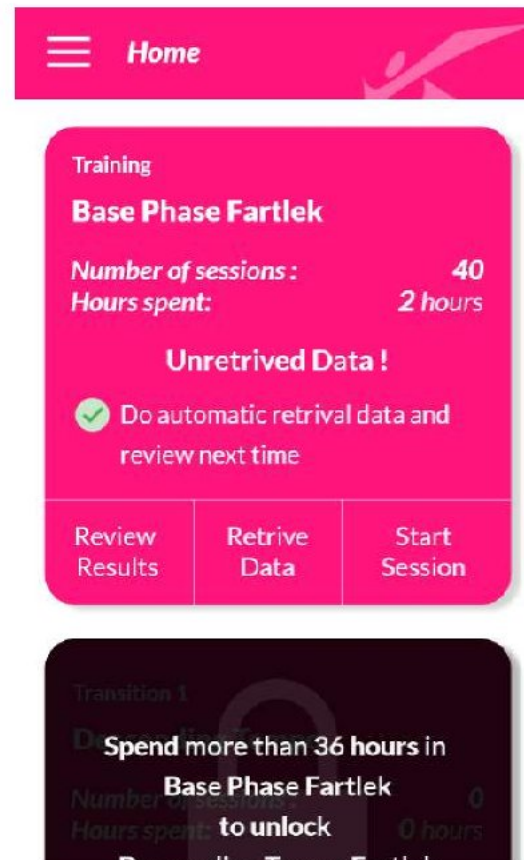 Home
Training
Base Phase Fartlek
Number of sessions : 40
Hours spent: 2 hours
Unretrived Data !
Do automatic retrival data and
review next time
Review Results
Retrive Data
Start Session
Transition 1
Spend more than 36 hours in
Base Phase Fartlek
Number of sessions : 0
to unlock
Hours spent: 0 hours